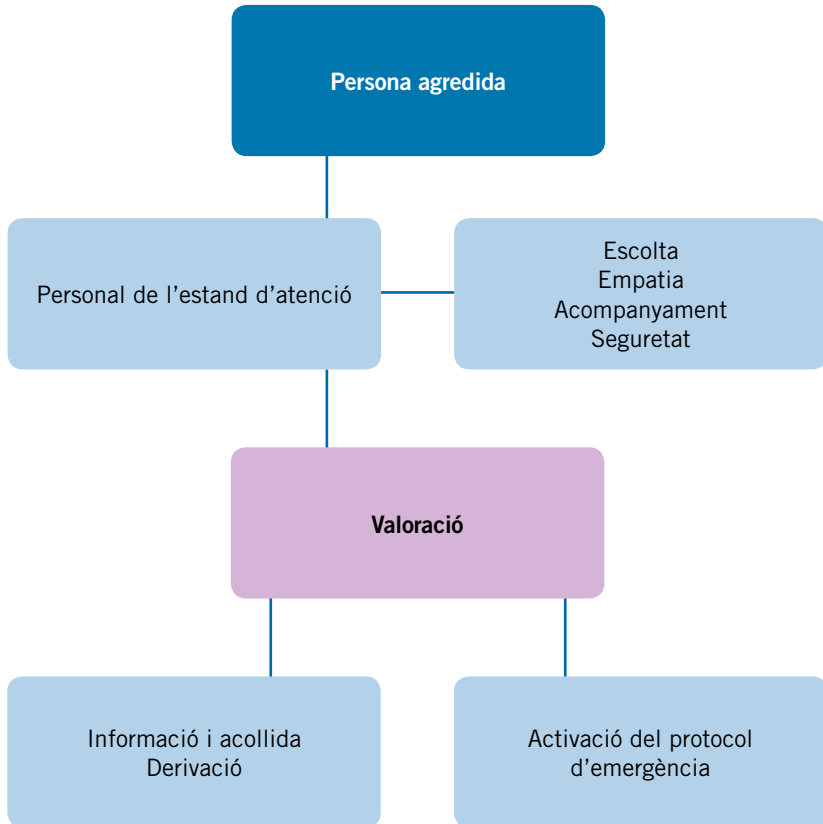 Persona agredida
Personal de l’estand d’atenció
Escolta
Empatia
Acompanyament
Seguretat
Valoració
Informació i acollida
Derivació
Activació del protocol
d’emergència